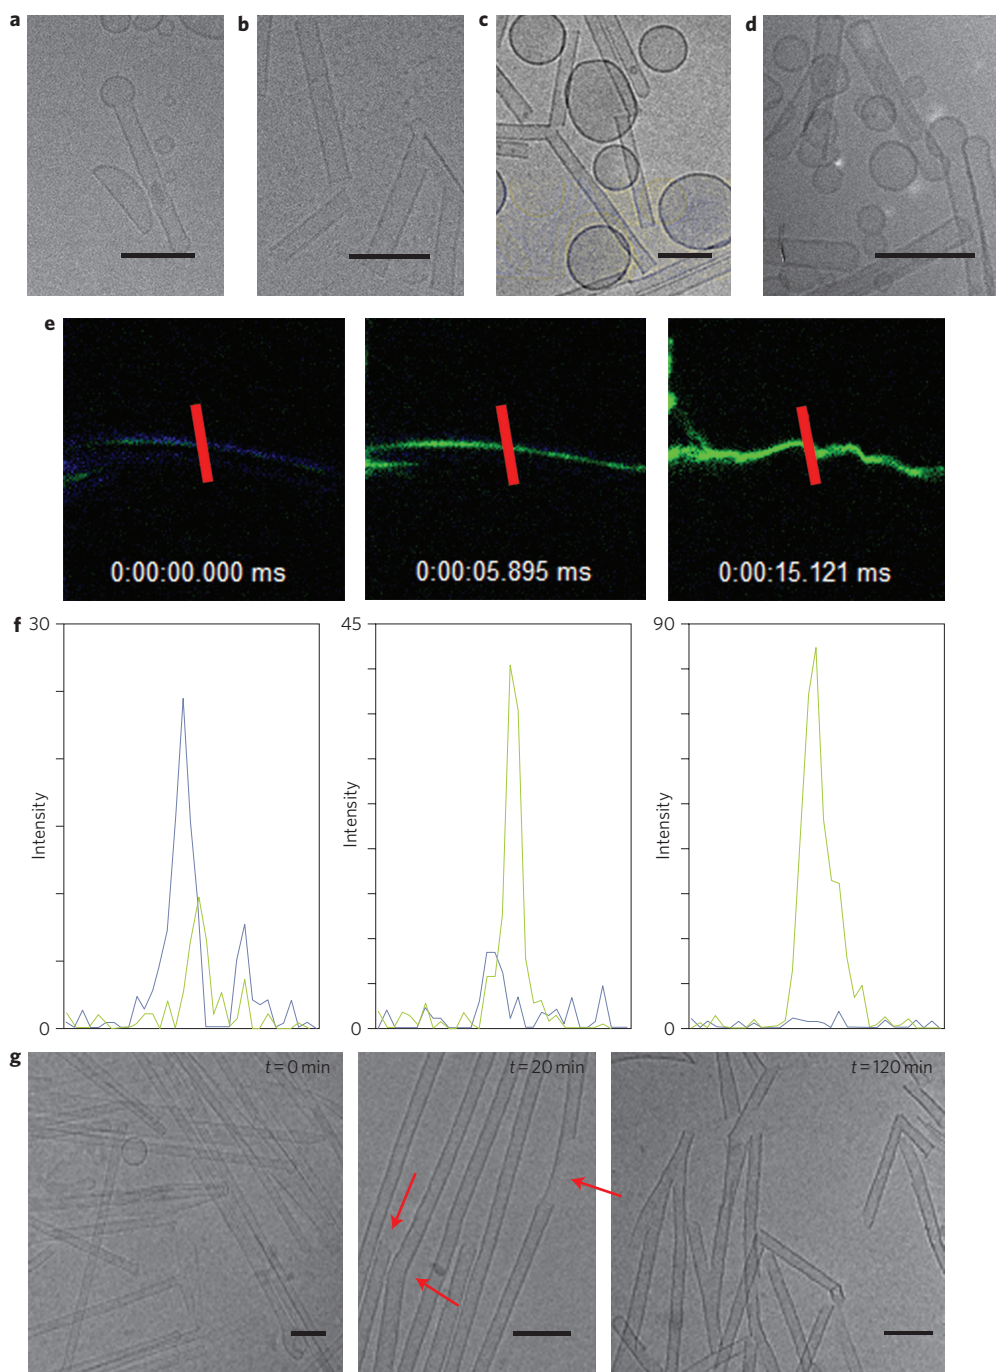 a b c d
e
0:00:00.000 ms 0:00:05.895 ms 0:00:15.121 ms
f 30 45 90
Intensity Intensity Intensity
0 0 0
g t = 0 min t = 20 min t = 120 min